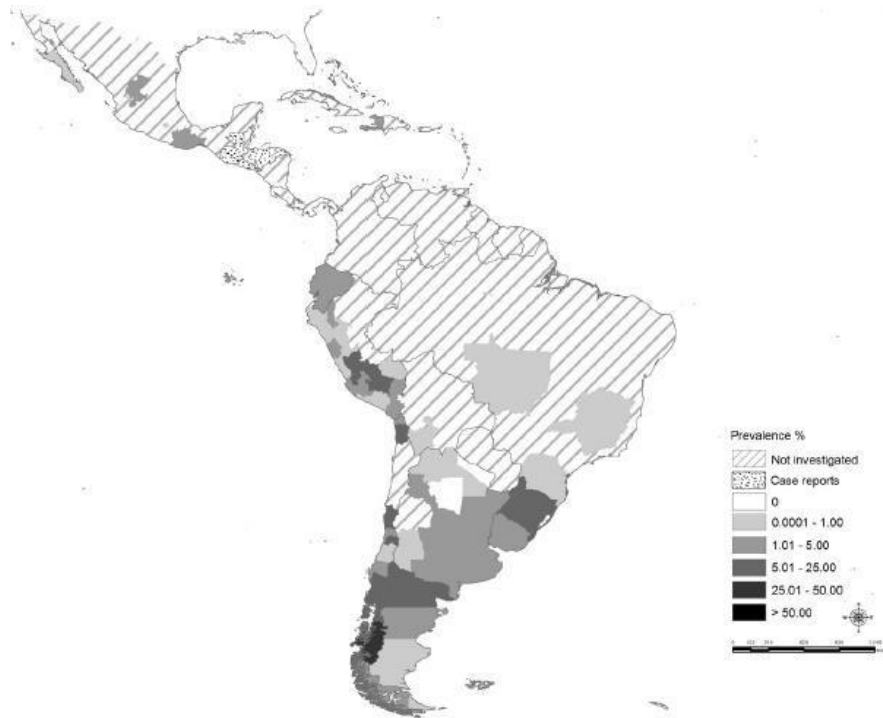 Prevalence %
Not investigated
Case reports
0
0.0001 - 1.00
1.01 - 5.00
5.01 - 25.00
25.01 - 50.00
> 50.00